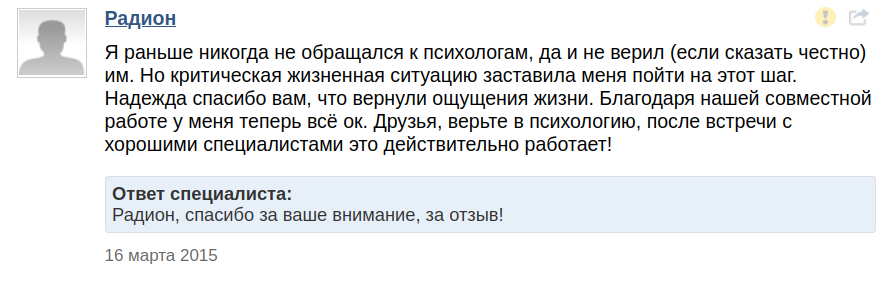 Радион
Я раньше никогда не обращался к психологам, да и не верил (если сказать честно)
им. Но критическая жизненная ситуацию заставила меня пойти на этот шаг.
Надежда спасибо вам, что вернули ощущения жизни. Благодаря нашей совместной
работе у меня теперь всё ок. Друзья, верьте в психологию, после встречи с
хорошими специалистами это действительно работает!
Ответ специалиста:
Радион, спасибо за ваше внимание, за отзыв!
16 марта 2015